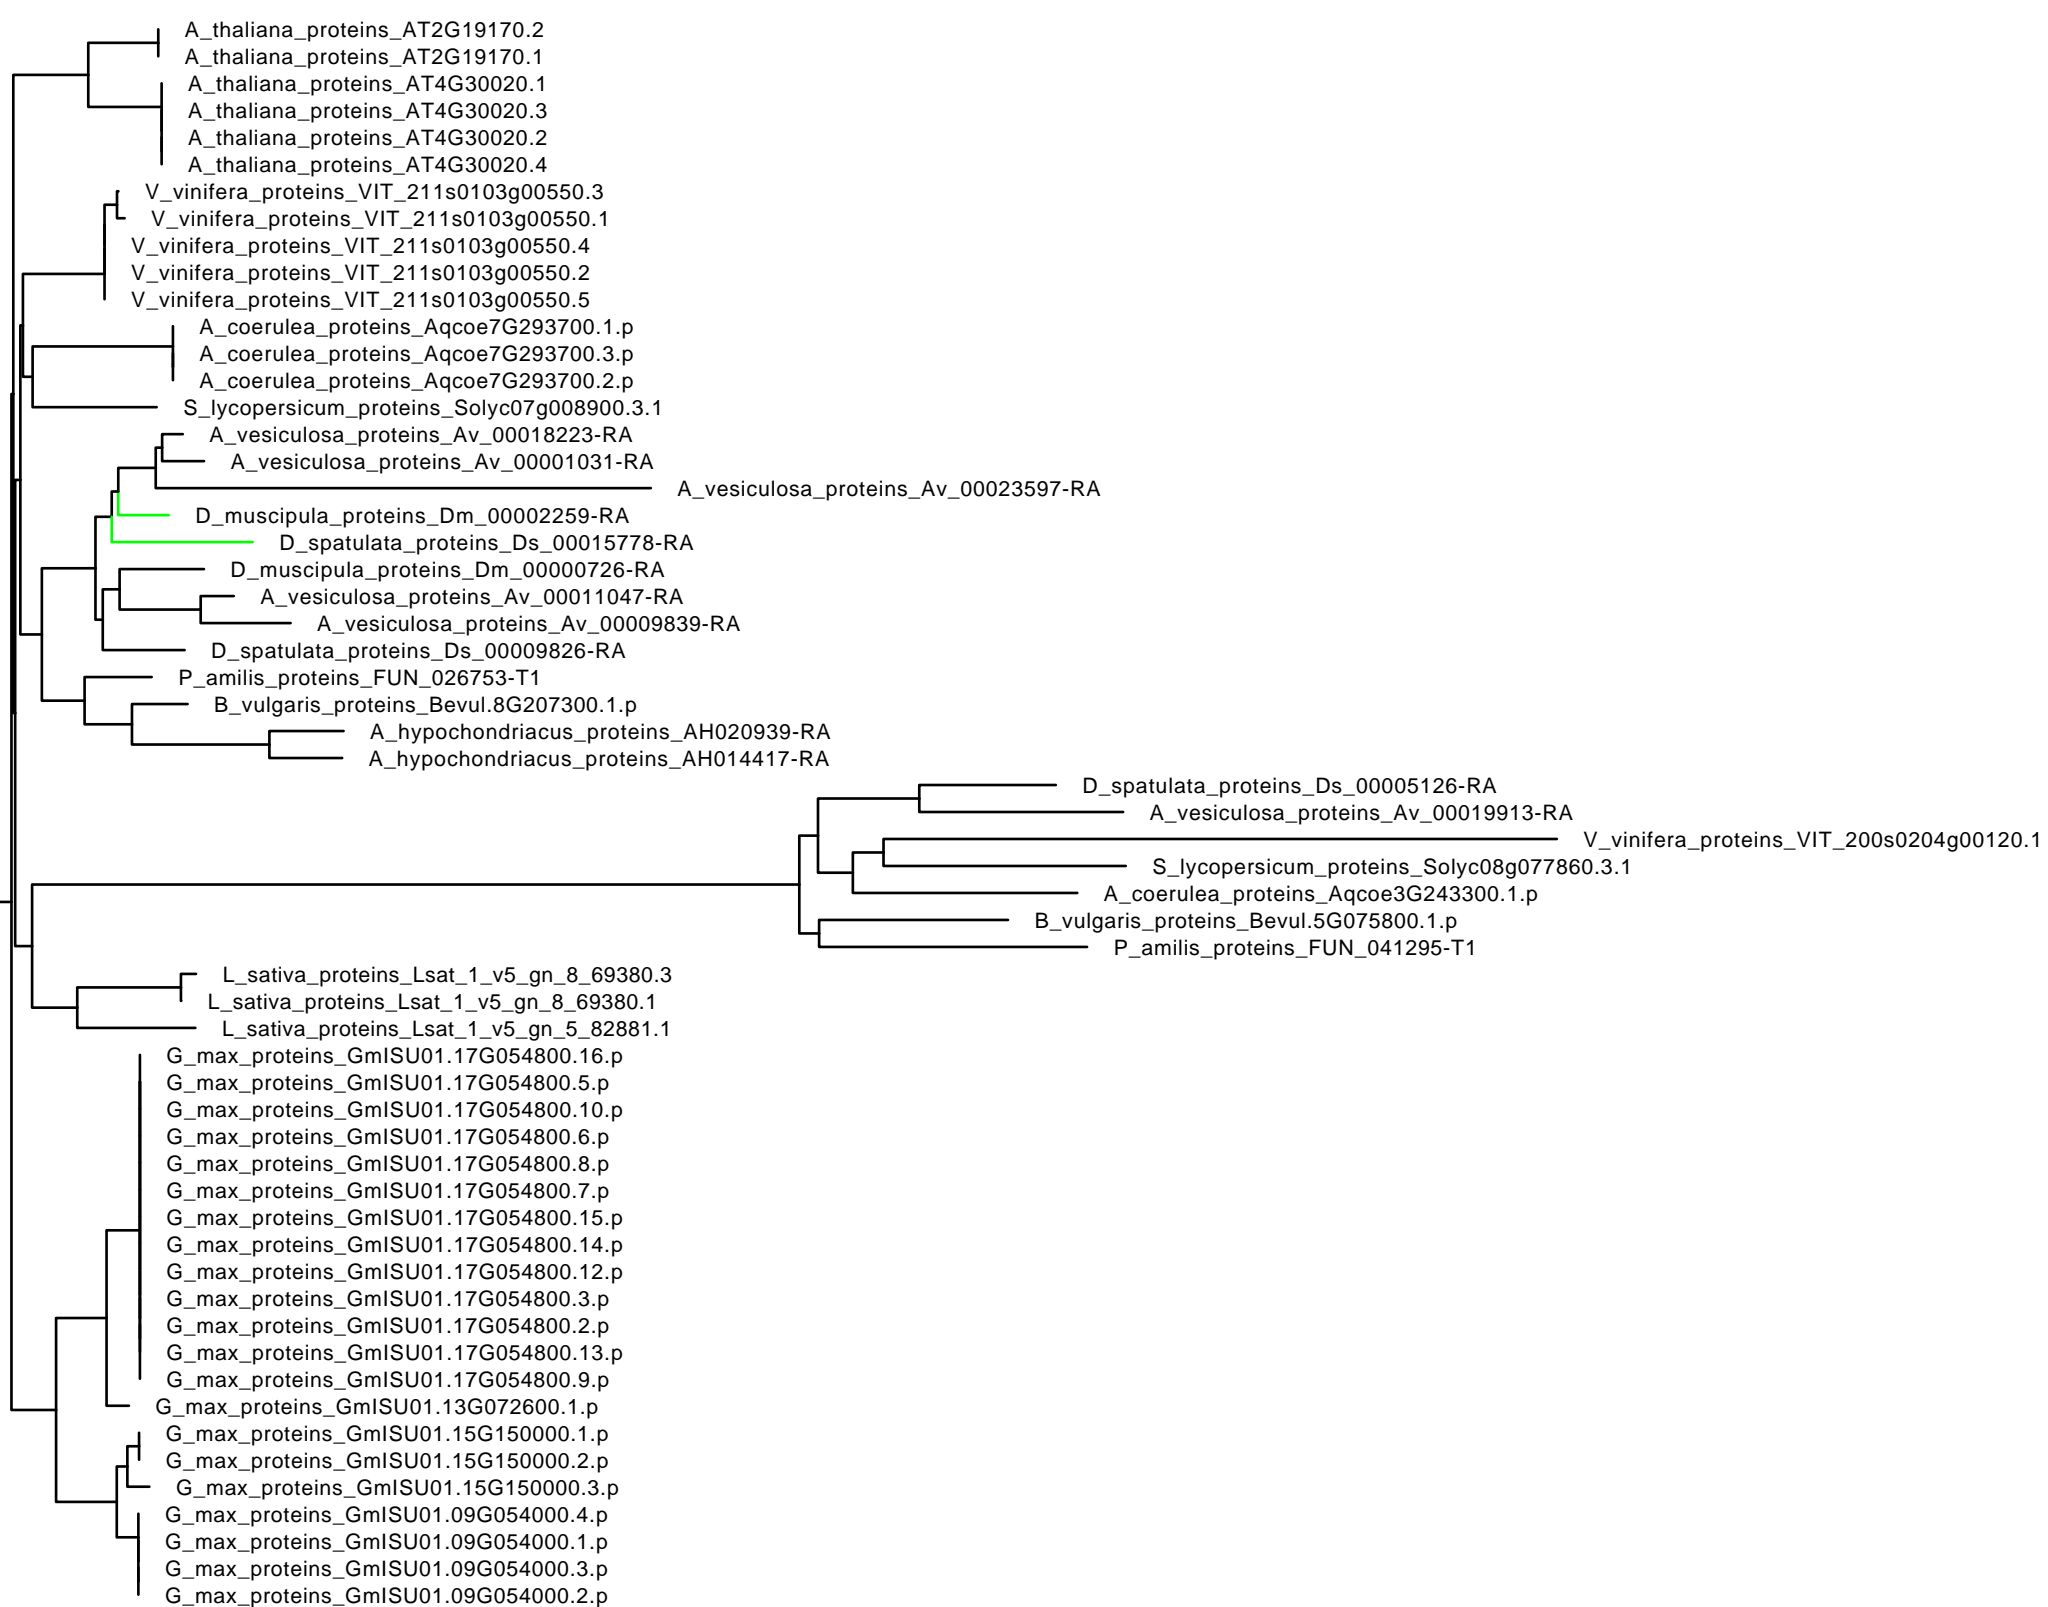 A_thaliana_proteins_AT2G19170.2
A_thaliana_proteins_AT2G19170.1
A_thaliana_proteins_AT4G30020.1
A_thaliana_proteins_AT4G30020.3
A_thaliana_proteins_AT4G30020.2
A_thaliana_proteins_AT4G30020.4
V_vinifera_proteins_VIT_211s0103g00550.3
V_vinifera_proteins_VIT_211s0103g00550.1
V_vinifera_proteins_VIT_211s0103g00550.4
V_vinifera_proteins_VIT_211s0103g00550.2
V_vinifera_proteins_VIT_211s0103g00550.5
A_coerulea_proteins_Aqcoe7G293700.1.p
A_coerulea_proteins_Aqcoe7G293700.3.p
A_coerulea_proteins_Aqcoe7G293700.2.p
S_lycopersicum_proteins_Solyc07g008900.3.1
A_vesiculosa_proteins_Av_00018223-RA
A_vesiculosa_proteins_Av_00001031-RA
A_vesiculosa_proteins_Av_00023597-RA
D_muscipula_proteins_Dm_00002259-RA
D_spatulata_proteins_Ds_00015778-RA
D_muscipula_proteins_Dm_00000726-RA
A_vesiculosa_proteins_Av_00011047-RA
A_vesiculosa_proteins_Av_00009839-RA
D_spatulata_proteins_Ds_00009826-RA
P_amilis_proteins_FUN_026753-T1
B_vulgaris_proteins_Bevul.8G207300.1.p
A_hypochondriacus_proteins_AH020939-RA
A_hypochondriacus_proteins_AH014417-RA
D_spatulata_proteins_Ds_00005126-RA
A_vesiculosa_proteins_Av_00019913-RA
V_vinifera_proteins_VIT_200s0204g00120.1
S_lycopersicum_proteins_Solyc08g077860.3.1
A_coerulea_proteins_Aqcoe3G243300.1.p
B_vulgaris_proteins_Bevul.5G075800.1.p
P_amilis_proteins_FUN_041295-T1
L_sativa_proteins_Lsat_1_v5_gn_8_69380.3
L_sativa_proteins_Lsat_1_v5_gn_8_69380.1
L_sativa_proteins_Lsat_1_v5_gn_5_82881.1
G_max_proteins_GmISU01.17G054800.16.p
G_max_proteins_GmISU01.17G054800.5.p
G_max_proteins_GmISU01.17G054800.10.p
G_max_proteins_GmISU01.17G054800.6.p
G_max_proteins_GmISU01.17G054800.8.p
G_max_proteins_GmISU01.17G054800.7.p
G_max_proteins_GmISU01.17G054800.15.p
G_max_proteins_GmISU01.17G054800.14.p
G_max_proteins_GmISU01.17G054800.12.p
G_max_proteins_GmISU01.17G054800.3.p
G_max_proteins_GmISU01.17G054800.2.p
G_max_proteins_GmISU01.17G054800.13.p
G_max_proteins_GmISU01.17G054800.9.p
G_max_proteins_GmISU01.13G072600.1.p
G_max_proteins_GmISU01.15G150000.1.p
G_max_proteins_GmISU01.15G150000.2.p
G_max_proteins_GmISU01.15G150000.3.p
G_max_proteins_GmISU01.09G054000.4.p
G_max_proteins_GmISU01.09G054000.1.p
G_max_proteins_GmISU01.09G054000.3.p
G_max_proteins_GmISU01.09G054000.2.p